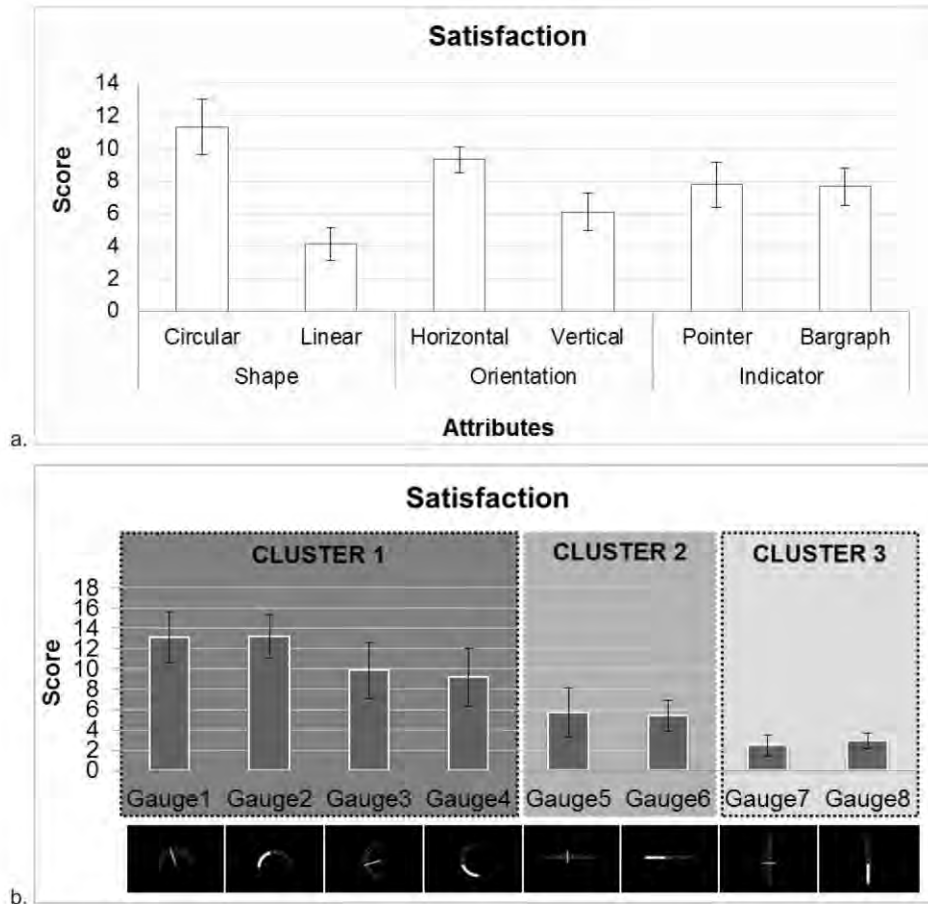 Satisfaction
14
12
10
8
6
4
2
0
Score
Circular Linear Horizontal Vertical Pointer Bargraph
Shape Orientation Indicator
Attributes
a.
Satisfaction
CLUSTER 1 CLUSTER 2 CLUSTER 3
18
16
14
12
10
8
6
4
2
0
Score
Gauge1 Gauge2 Gauge3 Gauge4 Gauge5 Gauge6 Gauge7 Gauge8
b.